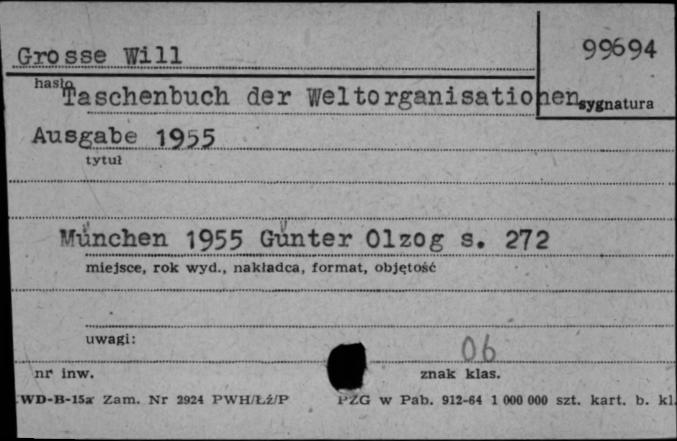 Grosse Will
99694
hasło
Taschenbuch der Weltorganisationen
sygnatura
Ausgabe 1955
tytuł
München 1955 Günter Olzog s. 272
miejsce, rok wyd., nakładca, format, objętość
uwagi:
06
nr inw.
znak klas.
WD-B-15a Zam. Nr 2924 PWH/Łź/P PZG w Pab. 912-64 1 000 000 szt. kart. b. kl.